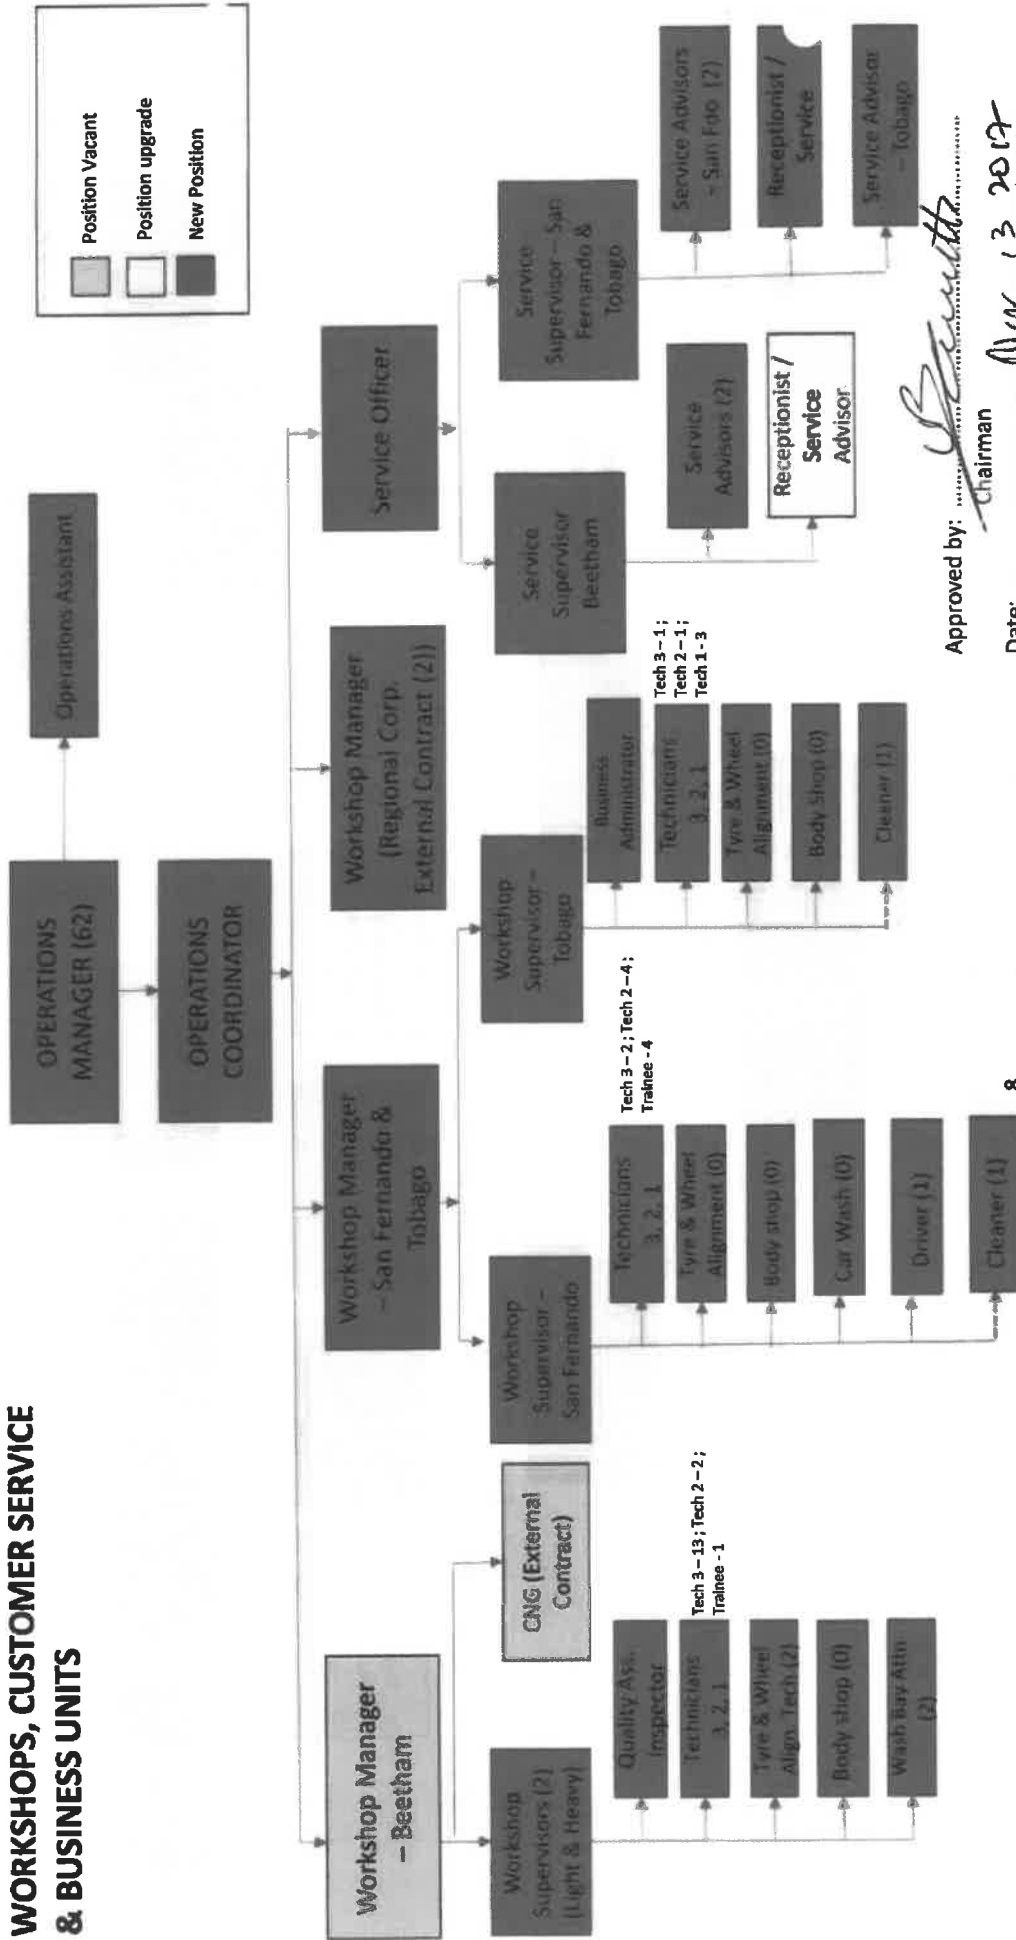 WORKSHOPS, CUSTOMER SERVICE
& BUSINESS UNITS
Position Vacant
Position upgrade
New Position
OPERATIONS
MANAGER (62)
Operations Assistant
OPERATIONS
COORDINATOR
Workshop Manager
– Beetham
Workshop Manager
– San Fernando &
Tobago
Workshop Manager
(Regional Corp.
External Contract (2))
Service Officer
Workshop
Supervisors (2)
(Light & Heavy)
CNG (External
Contract)
Workshop
Supervisor –
San Fernando
Workshop
Supervisor –
Tobago
Service
Supervisor
Beetham
Service
Supervisor – San
Fernando &
Tobago
Quality Ass.
Inspector
Technicians
3, 2, 1
Tech 3 – 13; Tech 2 – 2;
Trainee - 1
Tyre & Wheel
Align. Tech (2)
Body shop (0)
Wash Bay Attn
(2)
Technicians
3, 2, 1
Tech 3 – 2; Tech 2 – 4;
Trainee - 4
Tyre & Wheel
Alignment (0)
Body shop (0)
Car Wash (0)
Driver (1)
Cleaner (1)
Business
Administrator
Technicians
3, 2, 1
Tech 3 – 1;
Tech 2 – 1;
Tech 1 - 3
Tyre & Wheel
Alignment (0)
Body Shop (0)
Cleaner (1)
Service
Advisors (2)
Receptionist /
Service
Advisor
Service Advisors
– San Fdo (2)
Receptionist /
Service
Service Advisor
– Tobago
Approved by:
Chairman
Date:
13 2017
8